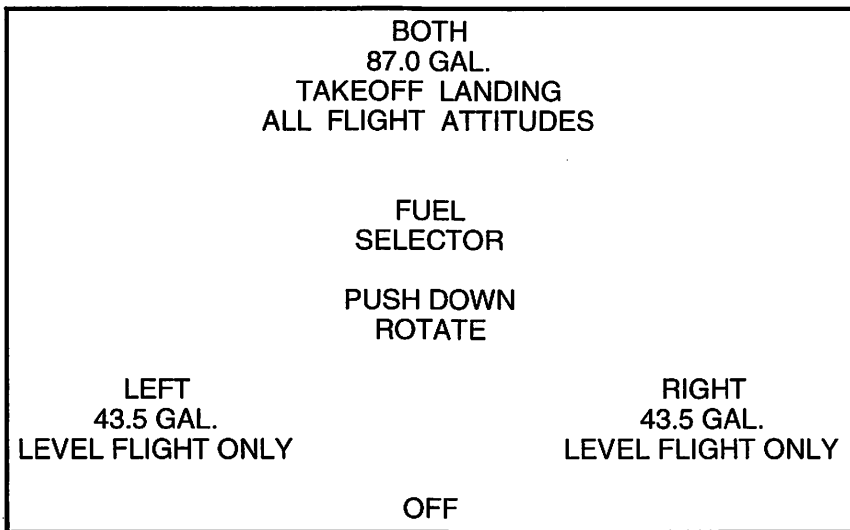 BOTH
87.0 GAL.
TAKEOFF LANDING
ALL FLIGHT ATTITUDES
FUEL
SELECTOR
PUSH DOWN
ROTATE
LEFT
43.5 GAL.
LEVEL FLIGHT ONLY
RIGHT
43.5 GAL.
LEVEL FLIGHT ONLY
OFF